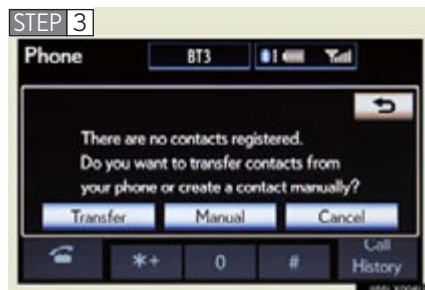 STEP 3
Phone BT3
There are no contacts registered.
Do you want to transfer contacts from
your phone or create a contact manually?
Transfer Manual Cancel
*+ 0 # Call
History